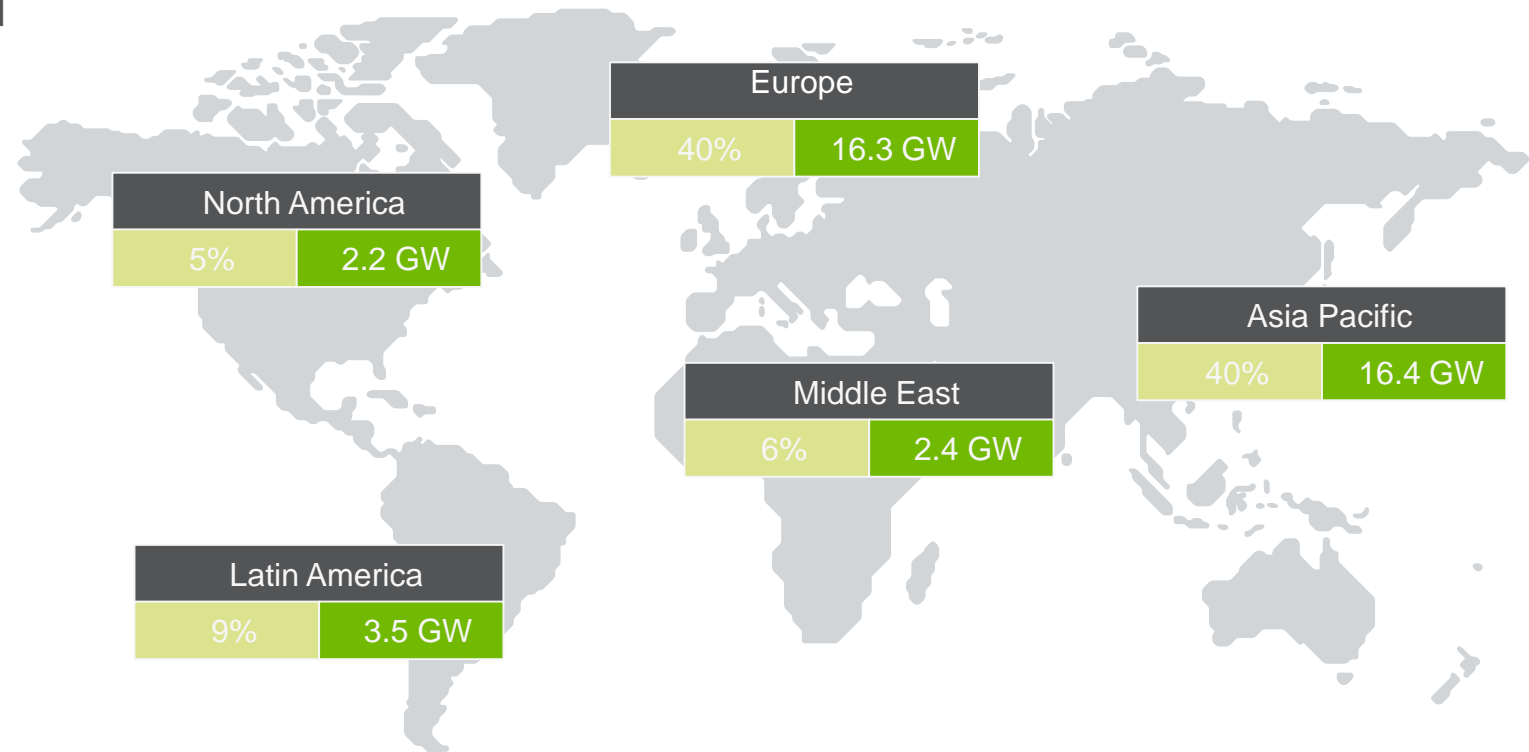 Europe
40% 16.3 GW
North America
5% 2.2 GW
Asia Pacific
40% 16.4 GW
Middle East
6% 2.4 GW
Latin America
9% 3.5 GW